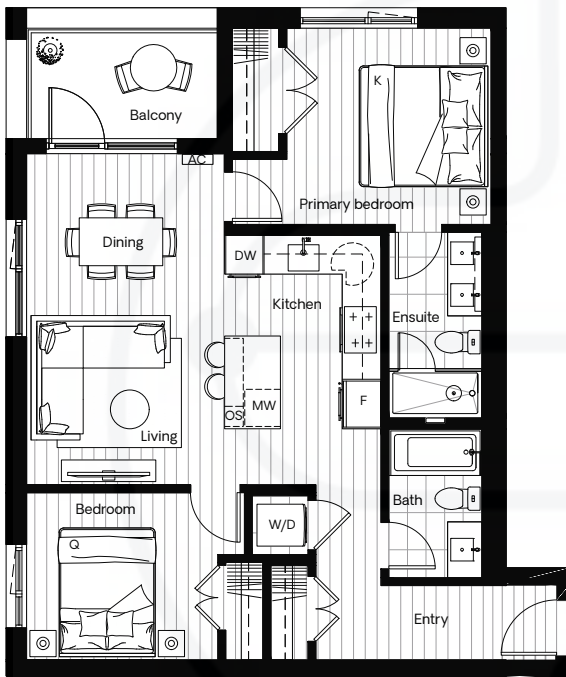 K
Balcony
AC
Primary bedroom
Dining
DW
Kitchen
Ensuite
MW
OS
F
Living
Bath
Bedroom
W/D
Q
Entry